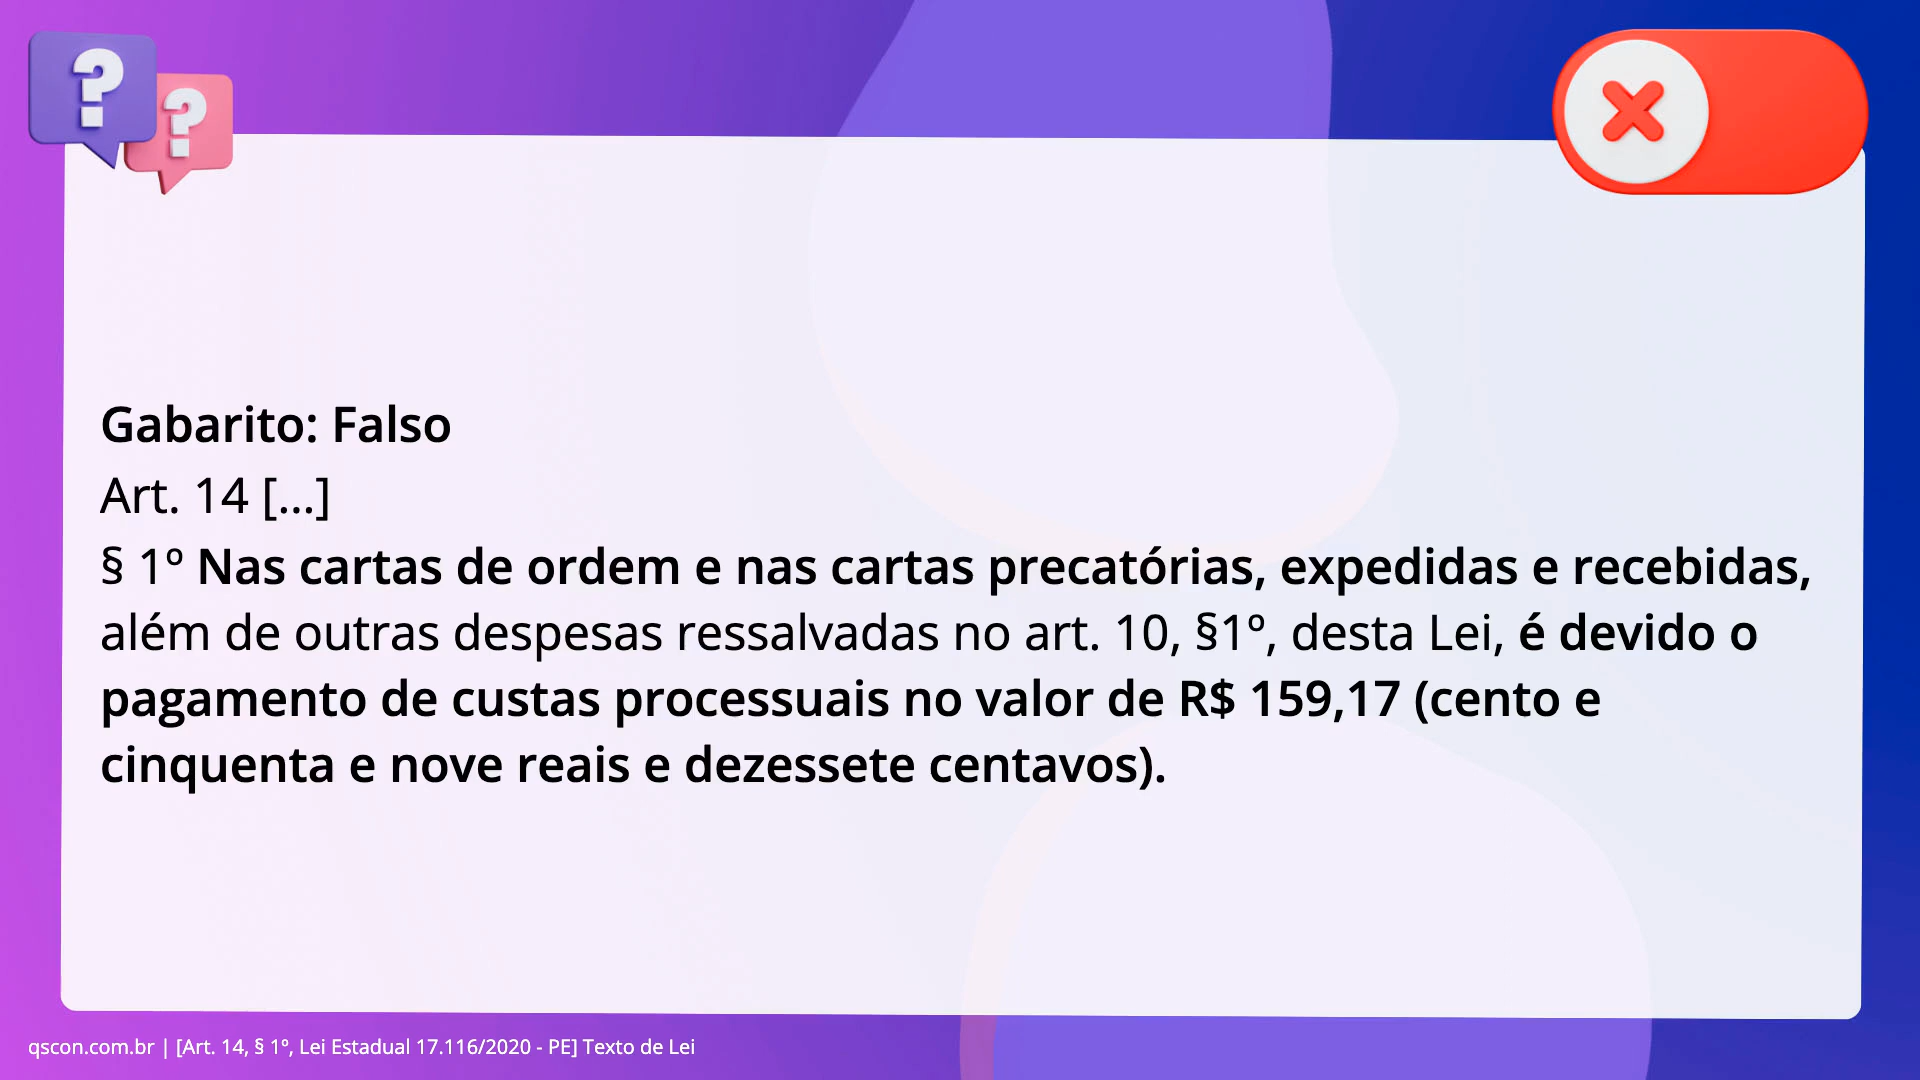 Gabarito: Falso
Art. 14 [...]
§ 1º Nas cartas de ordem e nas cartas precatórias, expedidas e recebidas,
além de outras despesas ressalvadas no art. 10, §1º, desta Lei, é devido o
pagamento de custas processuais no valor de R$ 159,17 (cento e
cinquenta e nove reais e dezessete centavos).
qscon.com.br | [Art. 14, § 1º, Lei Estadual 17.116/2020 - PE] Texto de Lei